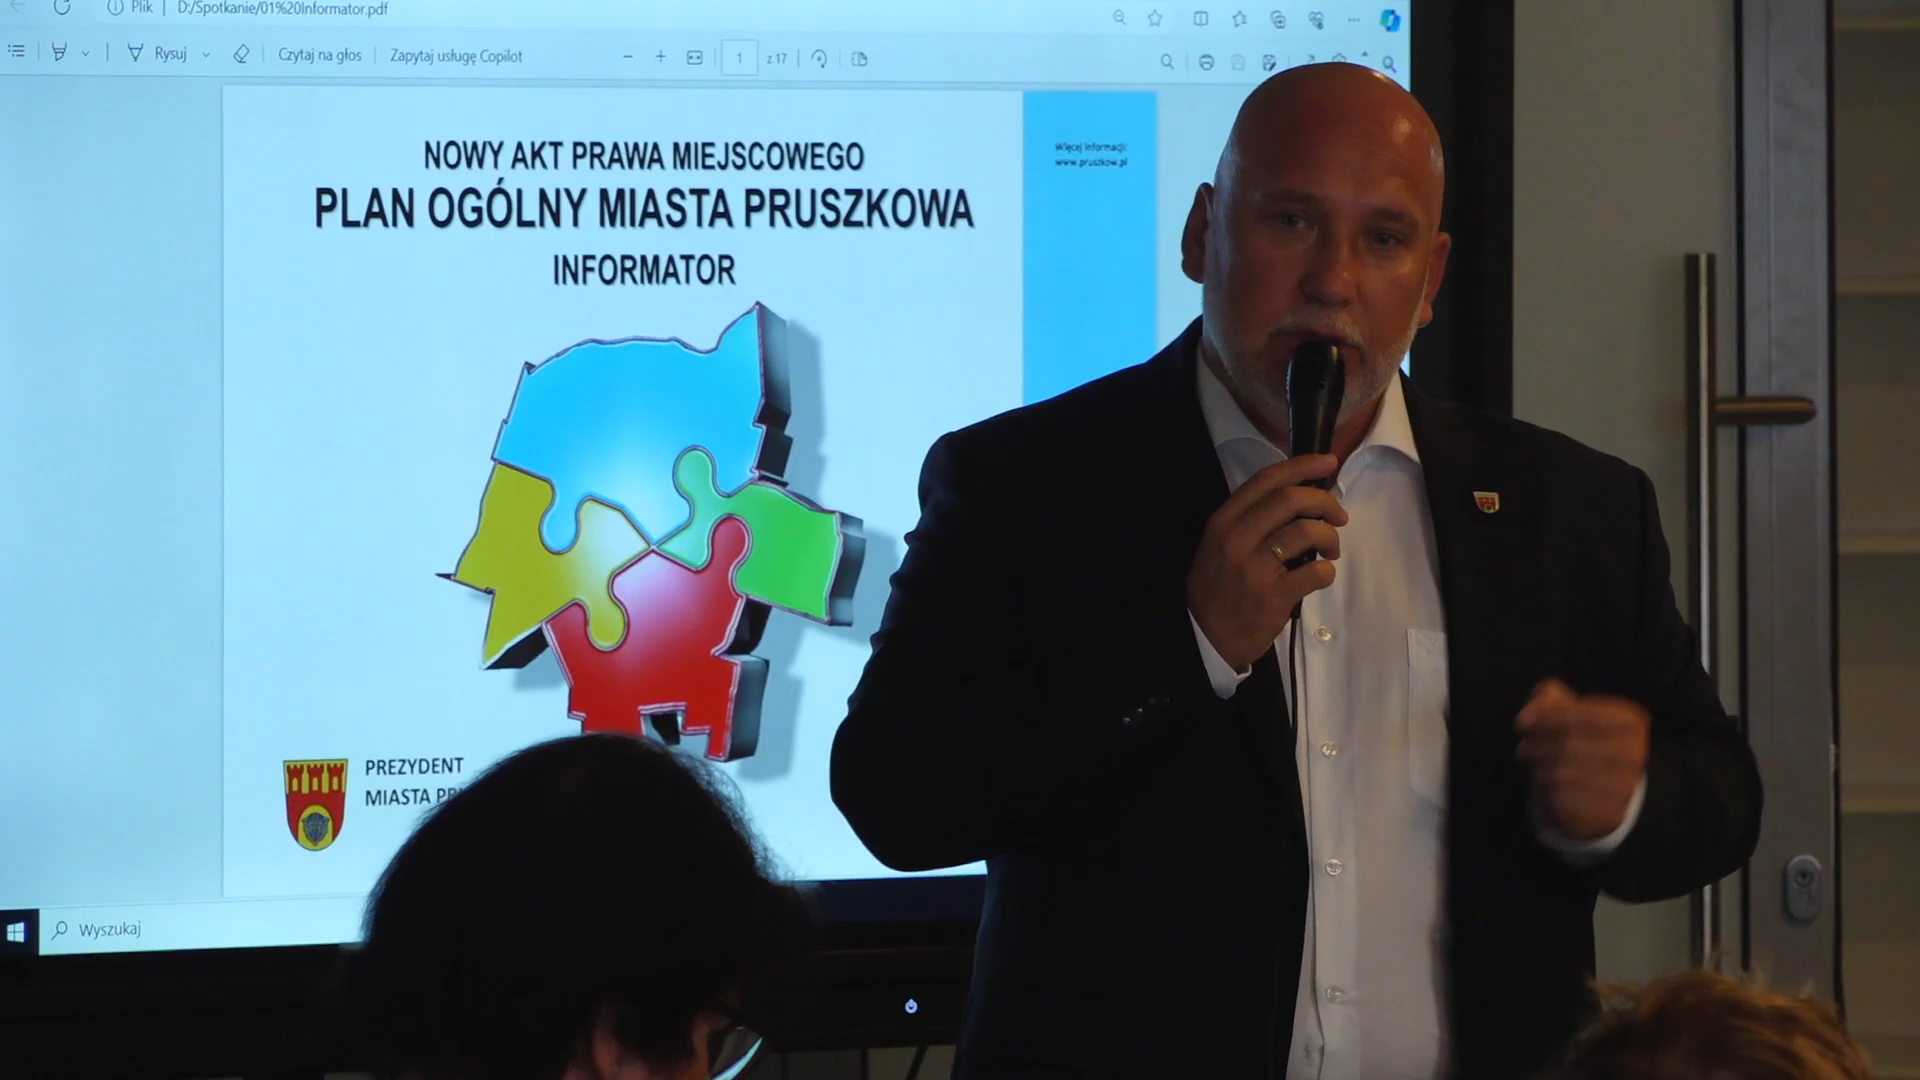 Plik | D:/Spotkanie/01%20Informator.pdf
Rysuj
Czytaj na głos
Zapytaj usługę Copilot
1 z 17
NOWY AKT PRAWA MIEJSCOWEGO
PLAN OGÓLNY MIASTA PRUSZKOWA
INFORMATOR
Więcej informacji:
www.pruszkow.pl
PREZYDENT
MIASTA
Wyszukaj